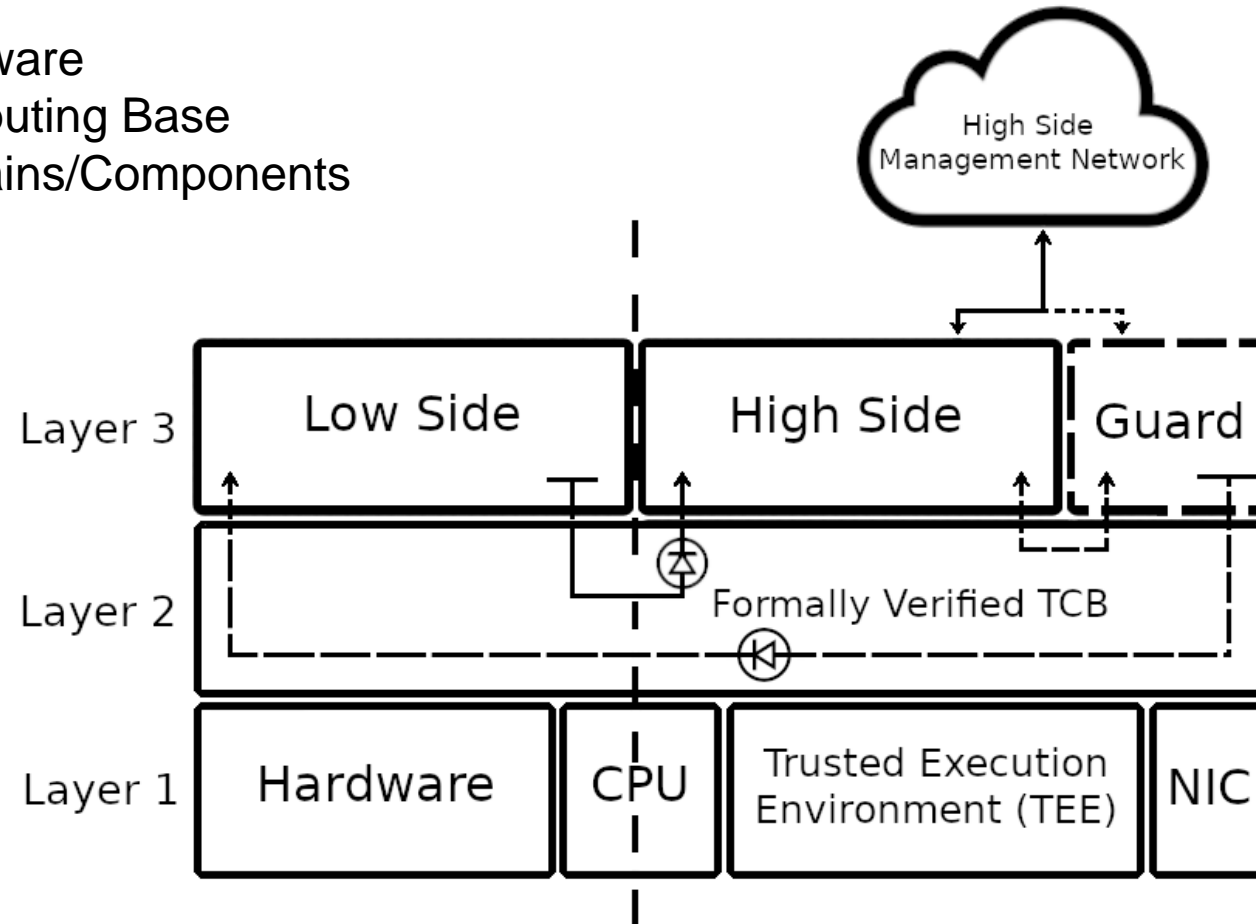 ware
outing Base
ains/Components
High Side
Management Network
Layer 3
Low Side
High Side
Guard
Layer 2
Formally Verified TCB
Layer 1
Hardware
CPU
Trusted Execution
Environment (TEE)
NIC